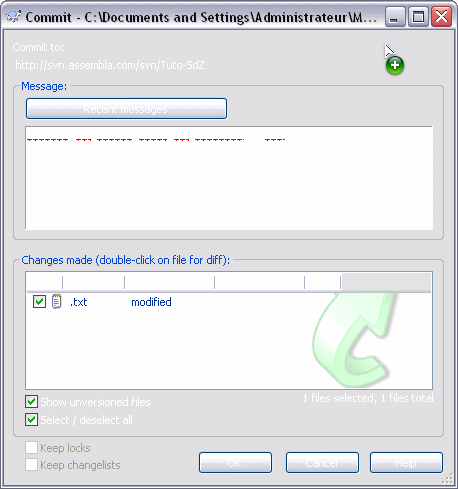 Commit - C:\Documents and Settings\Administrateur\M...
Commit to:
http://svn.assembla.com/svn/Tuto-SdZ
Message:
Recent messages
Changes made (double-click on file for diff):
.txt modified
Show unversioned files
1 files selected, 1 files total
Select / deselect all
Keep locks
Keep changelists
OK Cancel Help